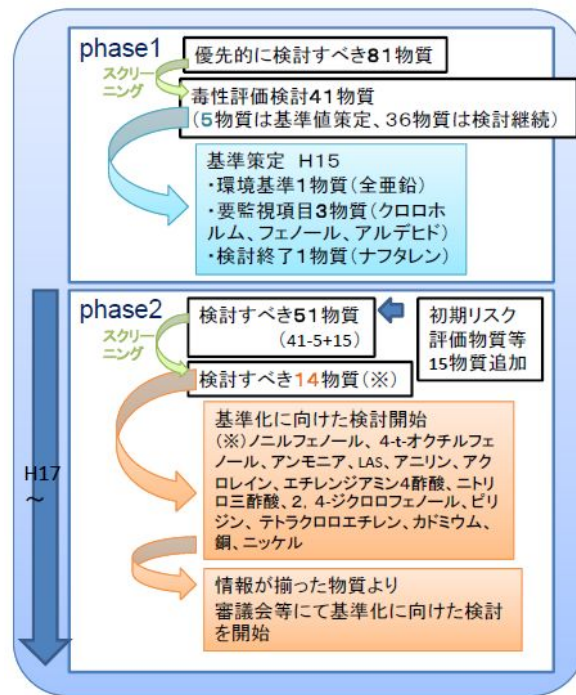 phase1
優先的に検討すべき81物質
スクリー
ニング
毒性評価検討41物質
(5物質は基準値策定、36物質は検討継続)
基準策定 H15
・環境基準1物質(全亜鉛)
・要監視項目3物質(クロロホ
ルム、フェノール、アルデヒド)
・検討終了1物質(ナフタレン)
phase2
検討すべき51物質
(41-5+15)
初期リスク
評価物質等
15物質追加
スクリー
ニング
検討すべき14物質(※)
基準化に向けた検討開始
(※)ノニルフェノール、4-t-オクチルフェ
ノール、アンモニア、LAS、アニリン、アク
ロレイン、エチレンジアミン4酢酸、ニトリ
ロ三酢酸、2, 4-ジクロロフェノール、ピリ
ジン、テトラクロロエチレン、カドミウム、
銅、ニッケル
H17
～
情報が揃った物質より
審議会等にて基準化に向けた検討
を開始